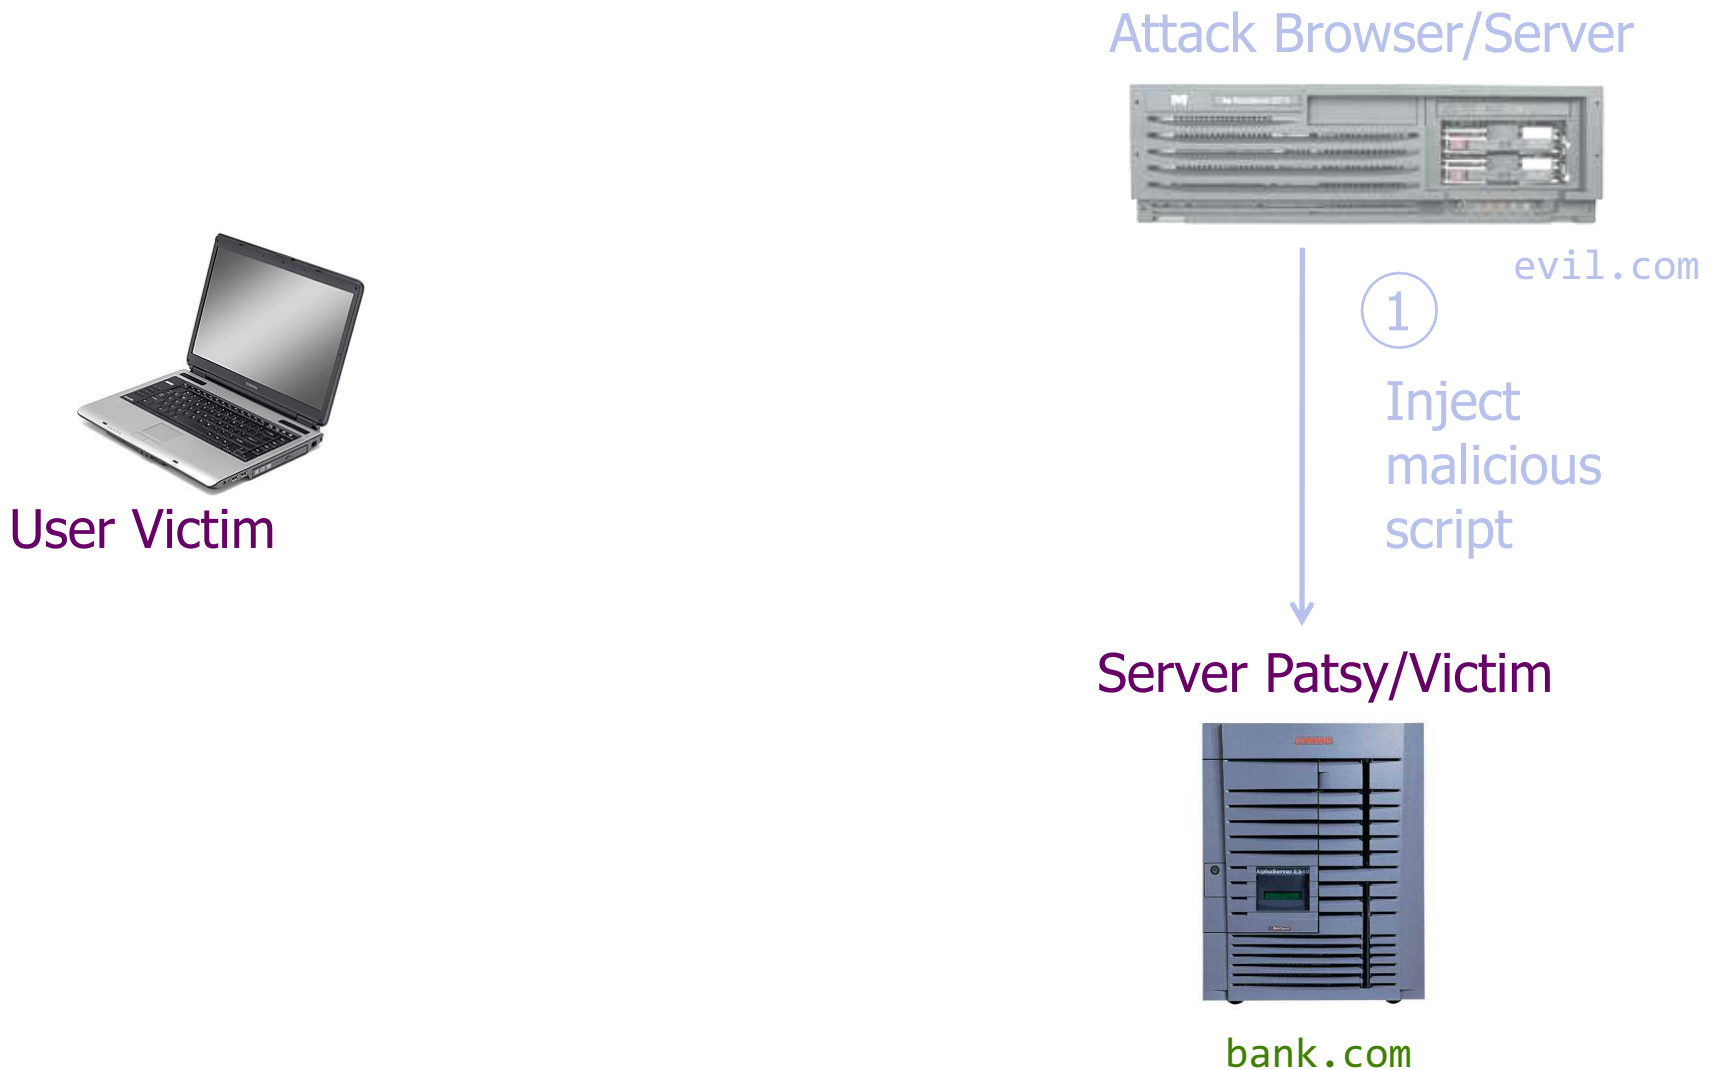 Attack Browser/Server
evil.com
1
Inject
malicious
script
User Victim
Server Patsy/Victim
bank.com